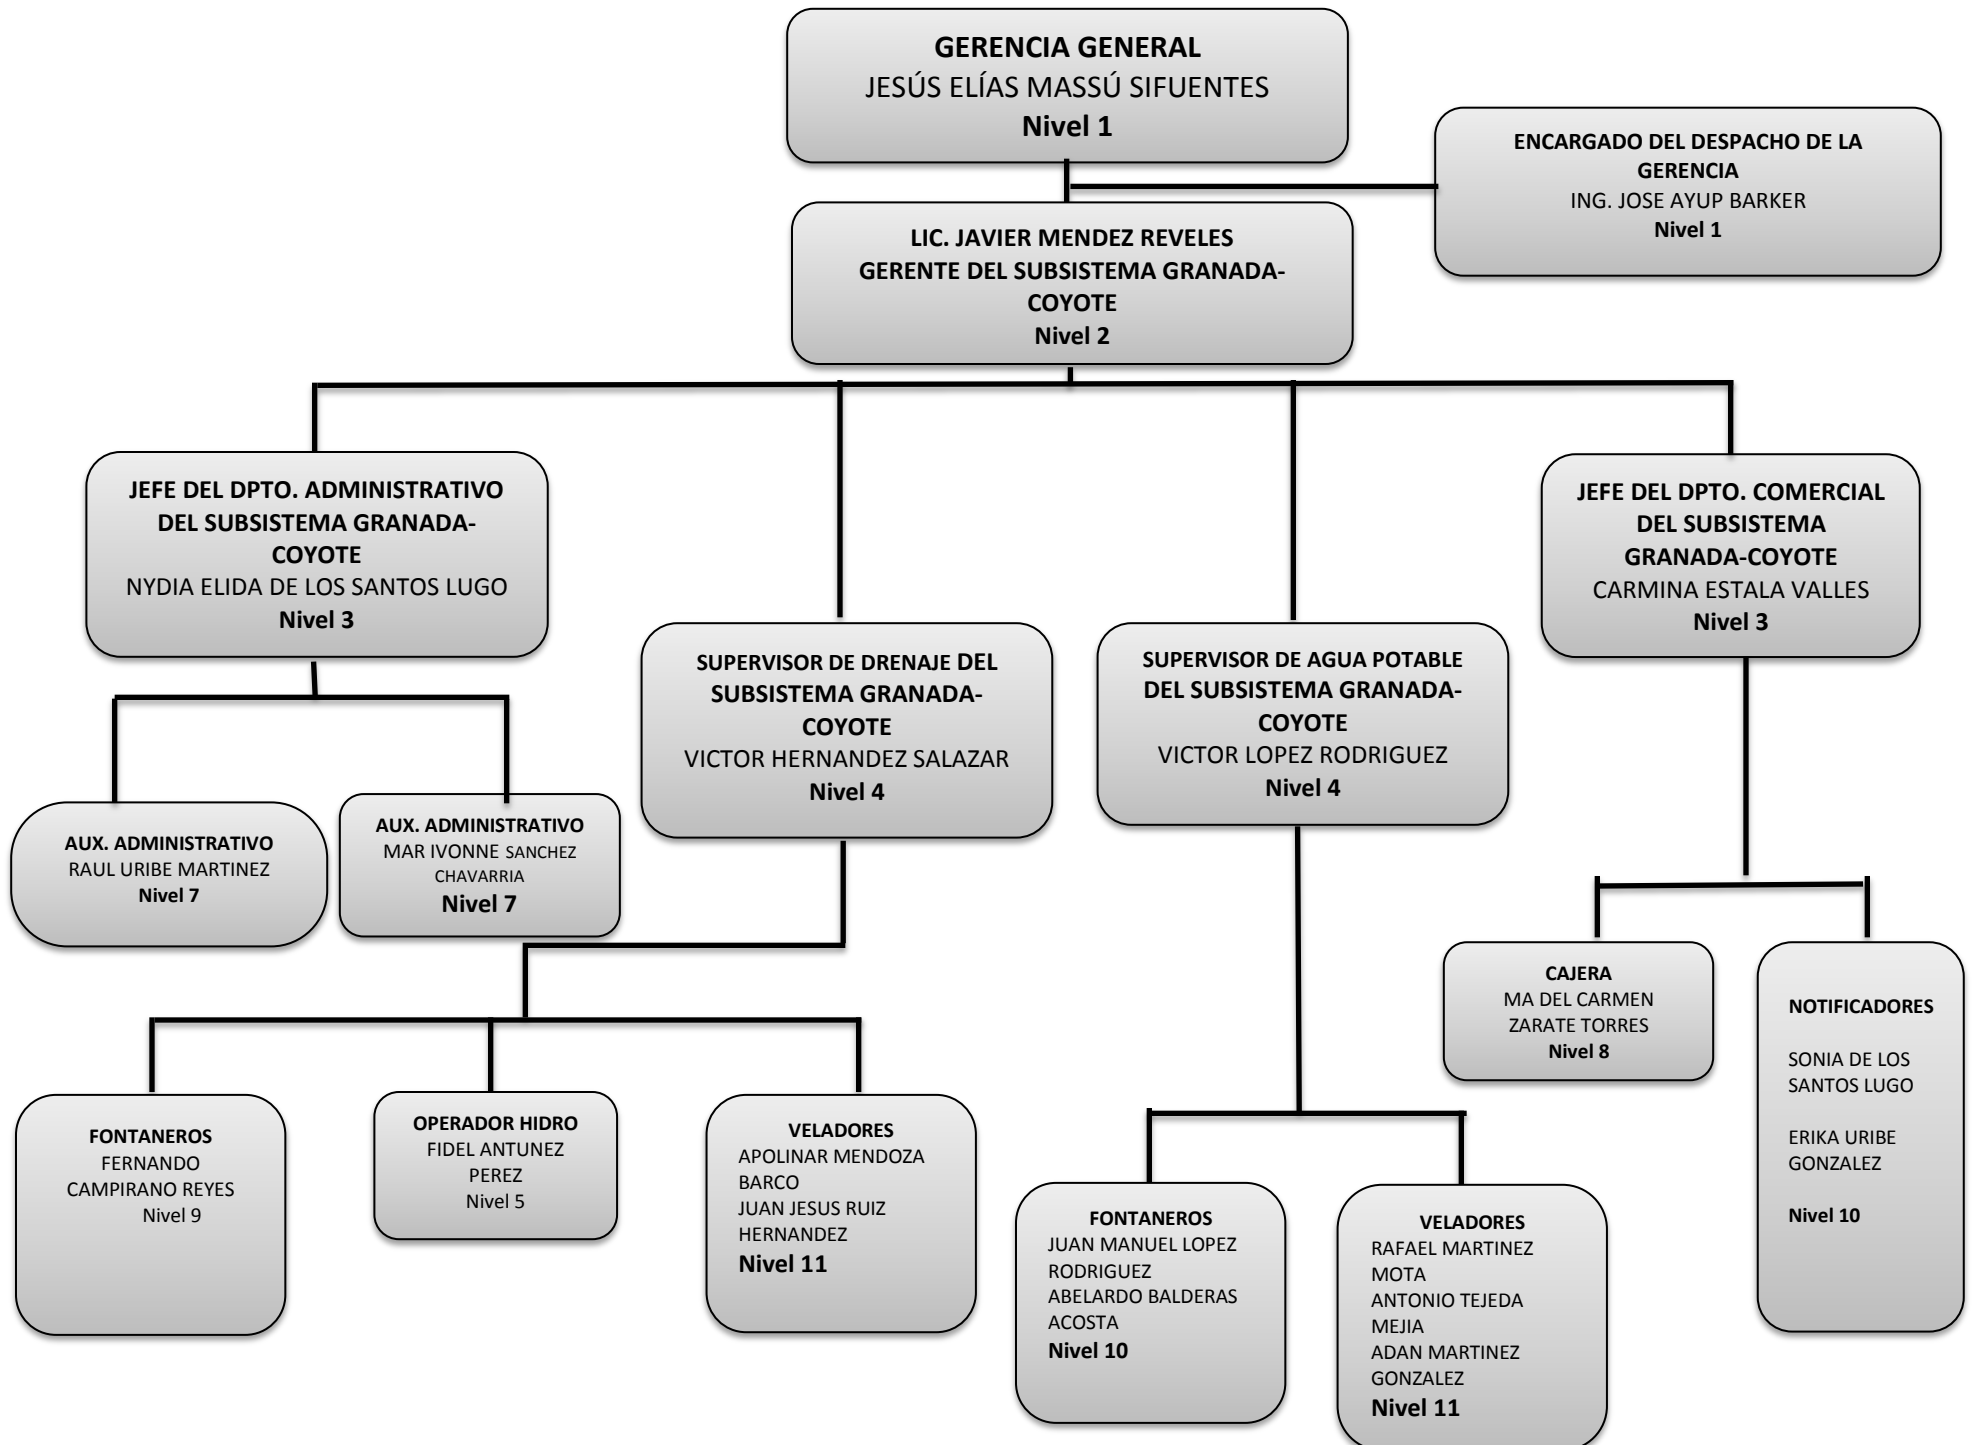 GERENCIA GENERAL
JESÚS ELÍAS MASSÚ SIFUENTES
Nivel 1
ENCARGADO DEL DESPACHO DE LA
GERENCIA
ING. JOSE AYUP BARKER
Nivel 1
LIC. JAVIER MENDEZ REVELES
GERENTE DEL SUBSISTEMA GRANADA-
COYOTE
Nivel 2
JEFE DEL DPTO. ADMINISTRATIVO
DEL SUBSISTEMA GRANADA-
COYOTE
NYDIA ELIDA DE LOS SANTOS LUGO
Nivel 3
SUPERVISOR DE DRENAJE DEL
SUBSISTEMA GRANADA-
COYOTE
VICTOR HERNANDEZ SALAZAR
Nivel 4
SUPERVISOR DE AGUA POTABLE
DEL SUBSISTEMA GRANADA-
COYOTE
VICTOR LOPEZ RODRIGUEZ
Nivel 4
JEFE DEL DPTO. COMERCIAL
DEL SUBSISTEMA
GRANADA-COYOTE
CARMINA ESTALA VALLES
Nivel 3
AUX. ADMINISTRATIVO
RAUL URIBE MARTINEZ
Nivel 7
AUX. ADMINISTRATIVO
MAR IVONNE SANCHEZ
CHAVARRIA
Nivel 7
CAJERA
MA DEL CARMEN
ZARATE TORRES
Nivel 8
NOTIFICADORES
SONIA DE LOS
SANTOS LUGO
ERIKA URIBE
GONZALEZ
Nivel 10
FONTANEROS
FERNANDO
CAMPIRANO REYES
Nivel 9
OPERADOR HIDRO
FIDEL ANTUNEZ
PEREZ
Nivel 5
VELADORES
APOLINAR MENDOZA
BARCO
JUAN JESUS RUIZ
HERNANDEZ
Nivel 11
FONTANEROS
JUAN MANUEL LOPEZ
RODRIGUEZ
ABELARDO BALDERAS
ACOSTA
Nivel 10
VELADORES
RAFAEL MARTINEZ
MOTA
ANTONIO TEJEDA
MEJIA
ADAN MARTINEZ
GONZALEZ
Nivel 11